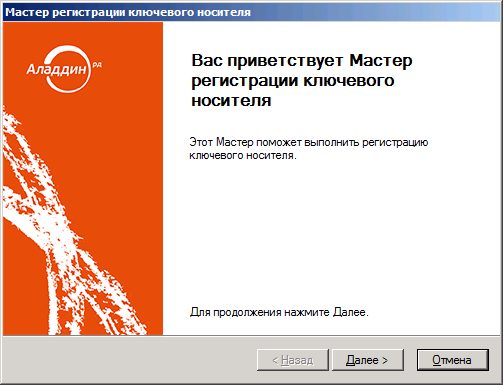 Мастер регистрации ключевого носителя
Аладдин РД
Вас приветствует Мастер
регистрации ключевого
носителя
Этот Мастер поможет выполнить регистрацию
ключевого носителя.
Для продолжения нажмите Далее.
< Назад
Далее >
Отмена